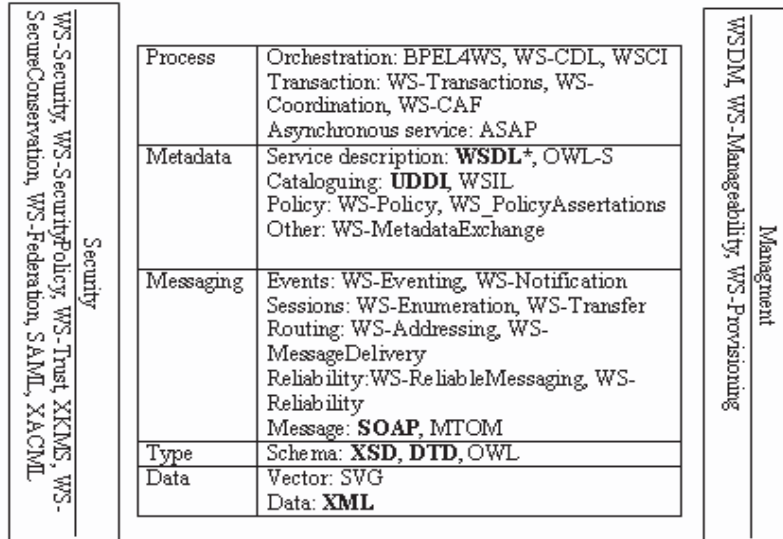 Security
WS-Security, WS-SecurityPolicy, WS-Trust, XKMS, WS-
SecureConservation, WS-Federation, SAML, XACML
Process
Orchestration: BPEL4WS, WS-CDL, WSCI
Transaction: WS-Transactions, WS-
Coordination, WS-CAF
Asynchronous service: ASAP
Metadata
Service description: WSDL*, OWL-S
Cataloguing: UDDI, WSIL
Policy: WS-Policy, WS_PolicyAssertations
Other: WS-MetadataExchange
Messaging
Events: WS-Eventing, WS-Notification
Sessions: WS-Enumeration, WS-Transfer
Routing: WS-Addressing, WS-
MessageDelivery
Reliability:WS-ReliableMessaging, WS-
Reliability
Message: SOAP, MTOM
Type
Schema: XSD, DTD, OWL
Data
Vector: SVG
Data: XML
Managment
WSDM, WS-Manageability, WS-Provisioning